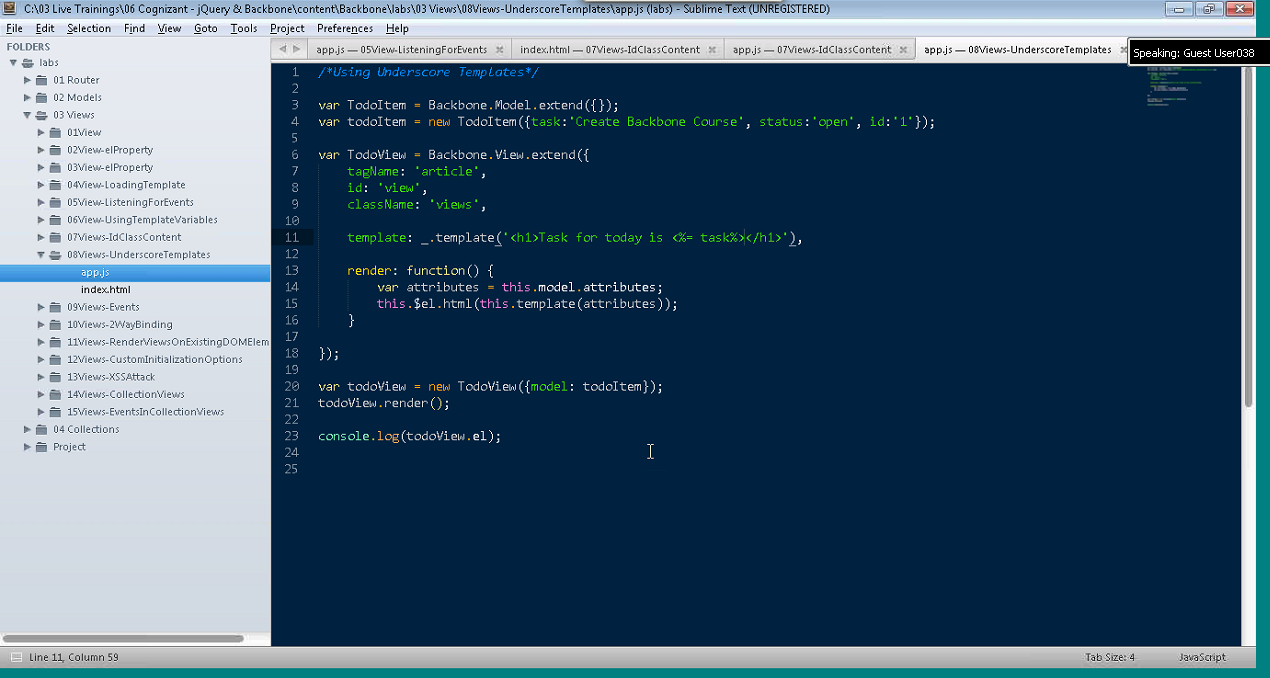 C:\03 Live Trainings\06 Cognizant - jQuery & Backbone\content\Backbone\labs\03 Views\08Views-UnderscoreTemplates\app.js (labs) - Sublime Text (UNREGISTERED)
File Edit Selection Find View Goto Tools Project Preferences Help
FOLDERS
labs
01 Router
02 Models
03 Views
01View
02View-elProperty
03View-elProperty
04View-LoadingTemplate
05View-ListeningForEvents
06View-UsingTemplateVariables
07Views-IdClassContent
08Views-UnderscoreTemplates
app.js
index.html
09Views-Events
10Views-2WayBinding
11Views-RenderViewsOnExistingDOMElem
12Views-CustomInitializationOptions
13Views-XSSAttack
14Views-CollectionViews
15Views-EventsInCollectionViews
04 Collections
Project
app.js — 05View-ListeningForEvents
index.html — 07Views-IdClassContent
app.js — 07Views-IdClassContent
app.js — 08Views-UnderscoreTemplates
Speaking: Guest User038
1 /*Using Underscore Templates*/
2
3 var TodoItem = Backbone.Model.extend({});
4 var todoItem = new TodoItem({task:'Create Backbone Course', status:'open', id:'1'});
5
6 var TodoView = Backbone.View.extend({
7 tagName: 'article',
8 id: 'view',
9 className: 'views',
10
11 template: _.template('<h1>Task for today is <%= task%></h1>'),
12
13 render: function() {
14 var attributes = this.model.attributes;
15 this.$el.html(this.template(attributes));
16 }
17
18 });
19
20 var todoView = new TodoView({model: todoItem});
21 todoView.render();
22
23 console.log(todoView.el);
24
25
Line 11, Column 59
Tab Size: 4
JavaScript